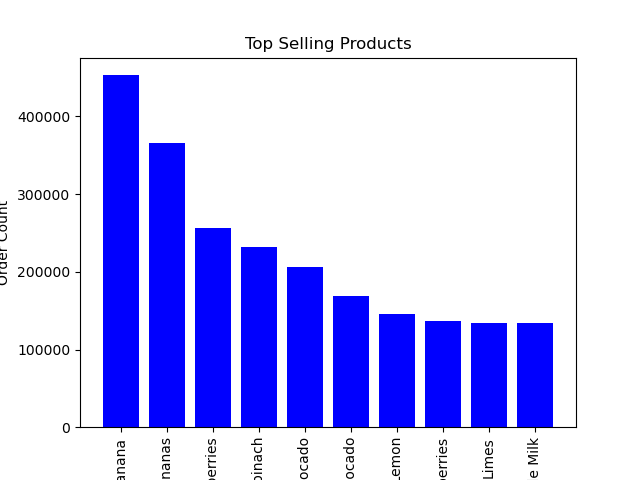 Top Selling Products
Order Count
400000
300000
200000
100000
0
anana
nanas
erries
pinach
ocado
ocado
Lemon
erries
Limes
e Milk